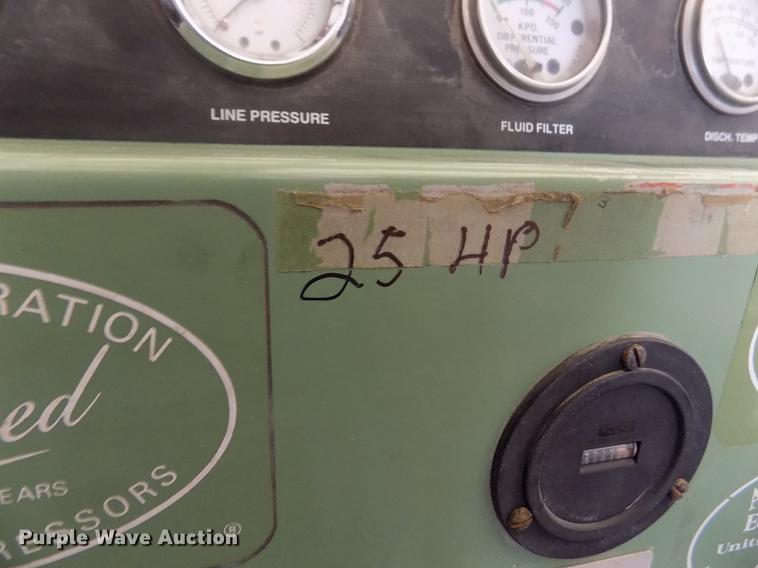 100 200
KPD
DIFFERENTIAL
PRESSURE
LINE PRESSURE
FLUID FILTER
DISCH. TEMP
25 HP
RATION
ed
EARS
RESSORS
®
Units
Purple Wave Auction®